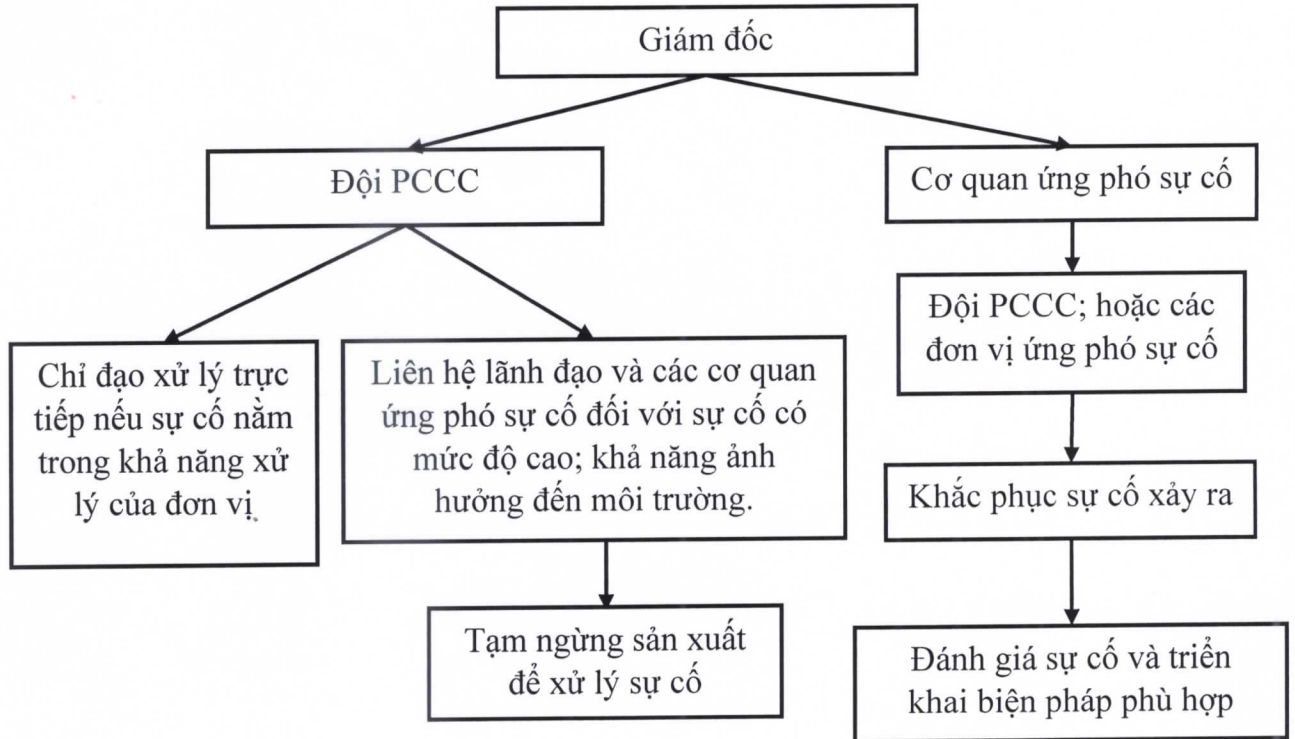 Giám đốc
Đội PCCC
Cơ quan ứng phó sự cố
Chỉ đạo xử lý trực
tiếp nếu sự cố nằm
trong khả năng xử
lý của đơn vị
Liên hệ lãnh đạo và các cơ quan
ứng phó sự cố đối với sự cố có
mức độ cao; khả năng ảnh
hưởng đến môi trường.
Tạm ngừng sản xuất
để xử lý sự cố
Đội PCCC; hoặc các
đơn vị ứng phó sự cố
Khắc phục sự cố xảy ra
Đánh giá sự cố và triển
khai biện pháp phù hợp